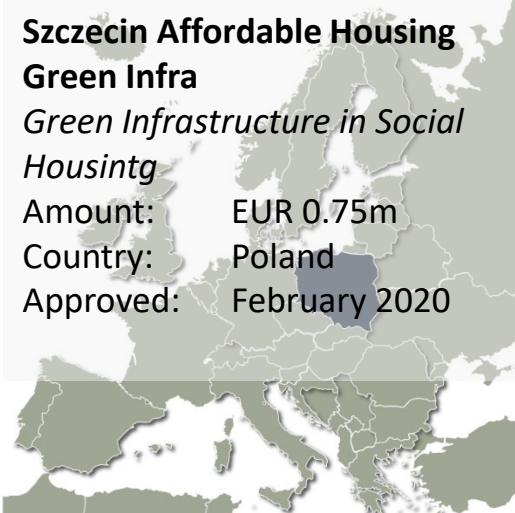 Szczecin Affordable Housing
Green Infra
Green Infrastructure in Social
Housintg
Amount: EUR 0.75m
Country: Poland
Approved: February 2020